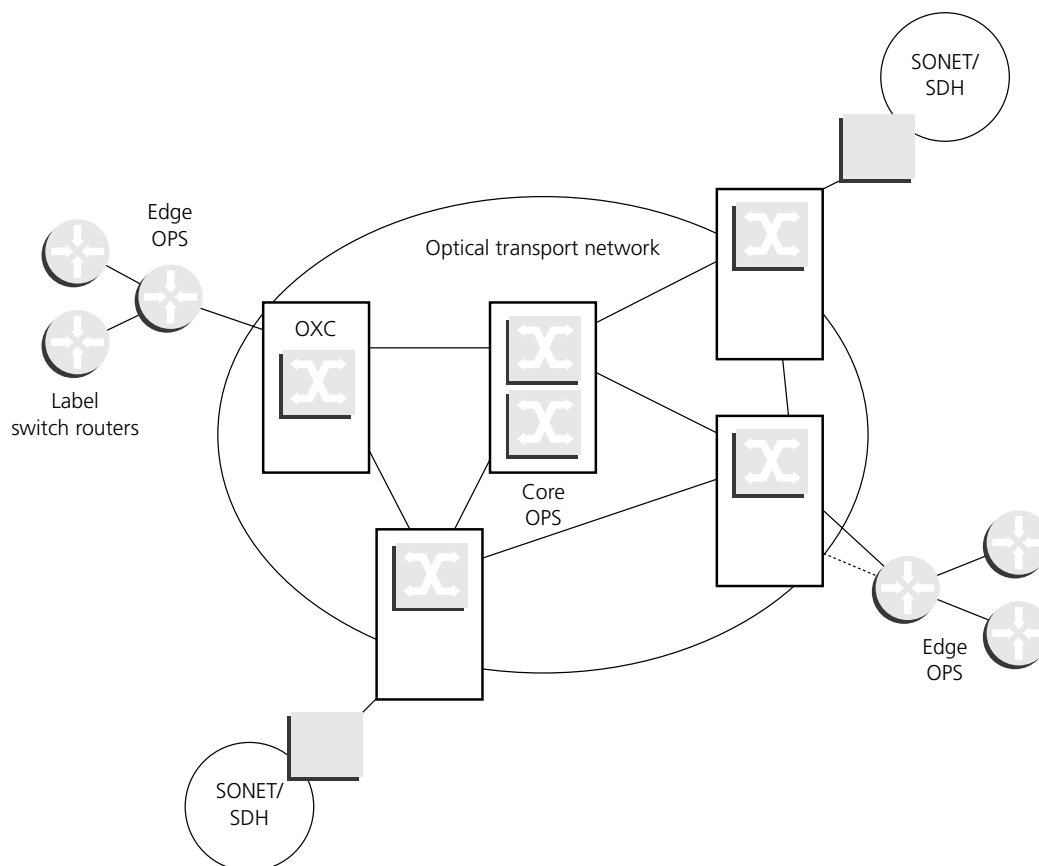 SONET/
SDH
Edge
OPS
Optical transport network
OXC
Label
switch routers
Core
OPS
Edge
OPS
SONET/
SDH